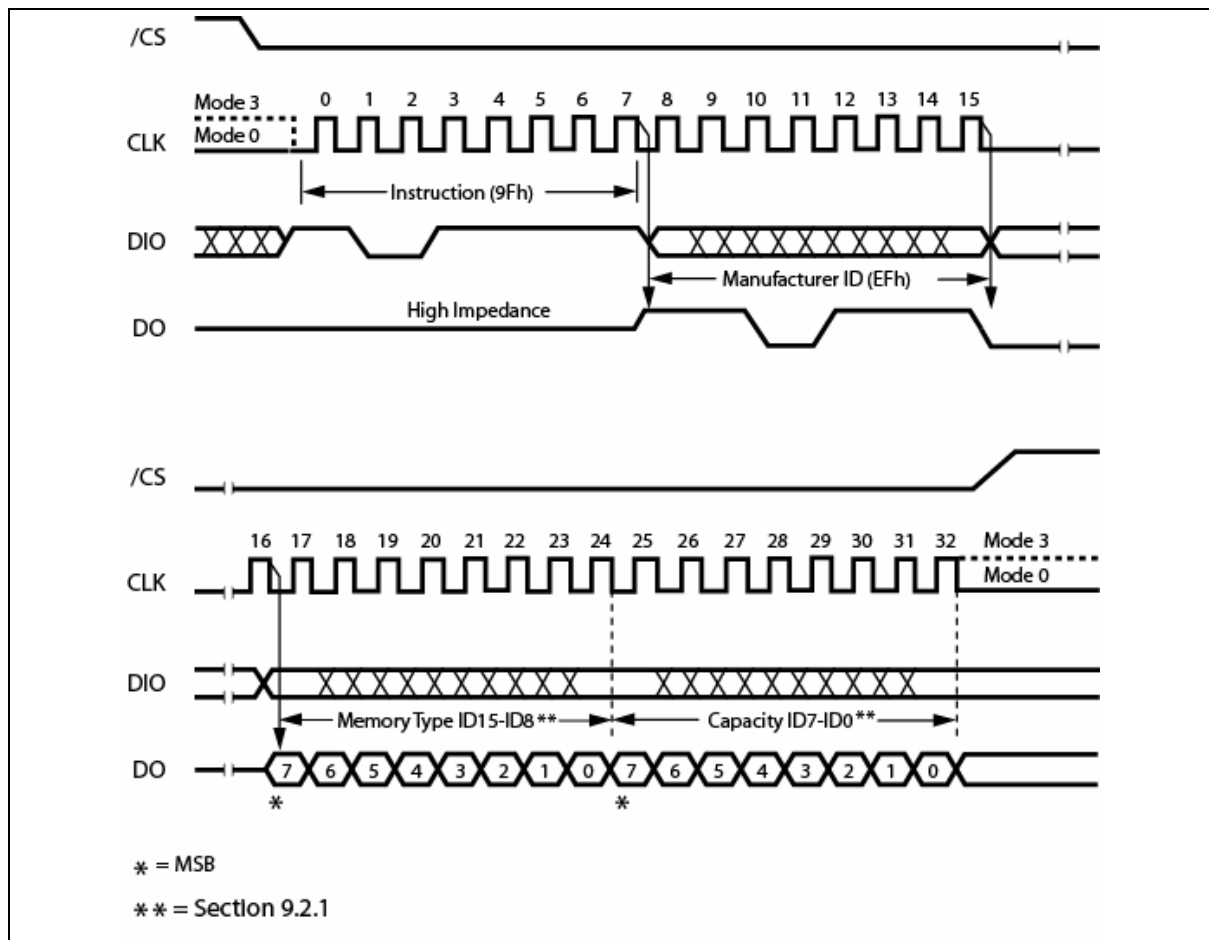 /CS
Mode 3
0 1 2 3 4 5 6 7 8 9 10 11 12 13 14 15
CLK
Mode 0
Instruction (9Fh)
DIO
Manufacturer ID (EFh)
High Impedance
DO
/CS
16 17 18 19 20 21 22 23 24 25 26 27 28 29 30 31 32
Mode 3
CLK
Mode 0
DIO
Memory Type ID15-ID8** Capacity ID7-ID0**
DO 7 6 5 4 3 2 1 0 7 6 5 4 3 2 1 0
* *
* = MSB
** = Section 9.2.1